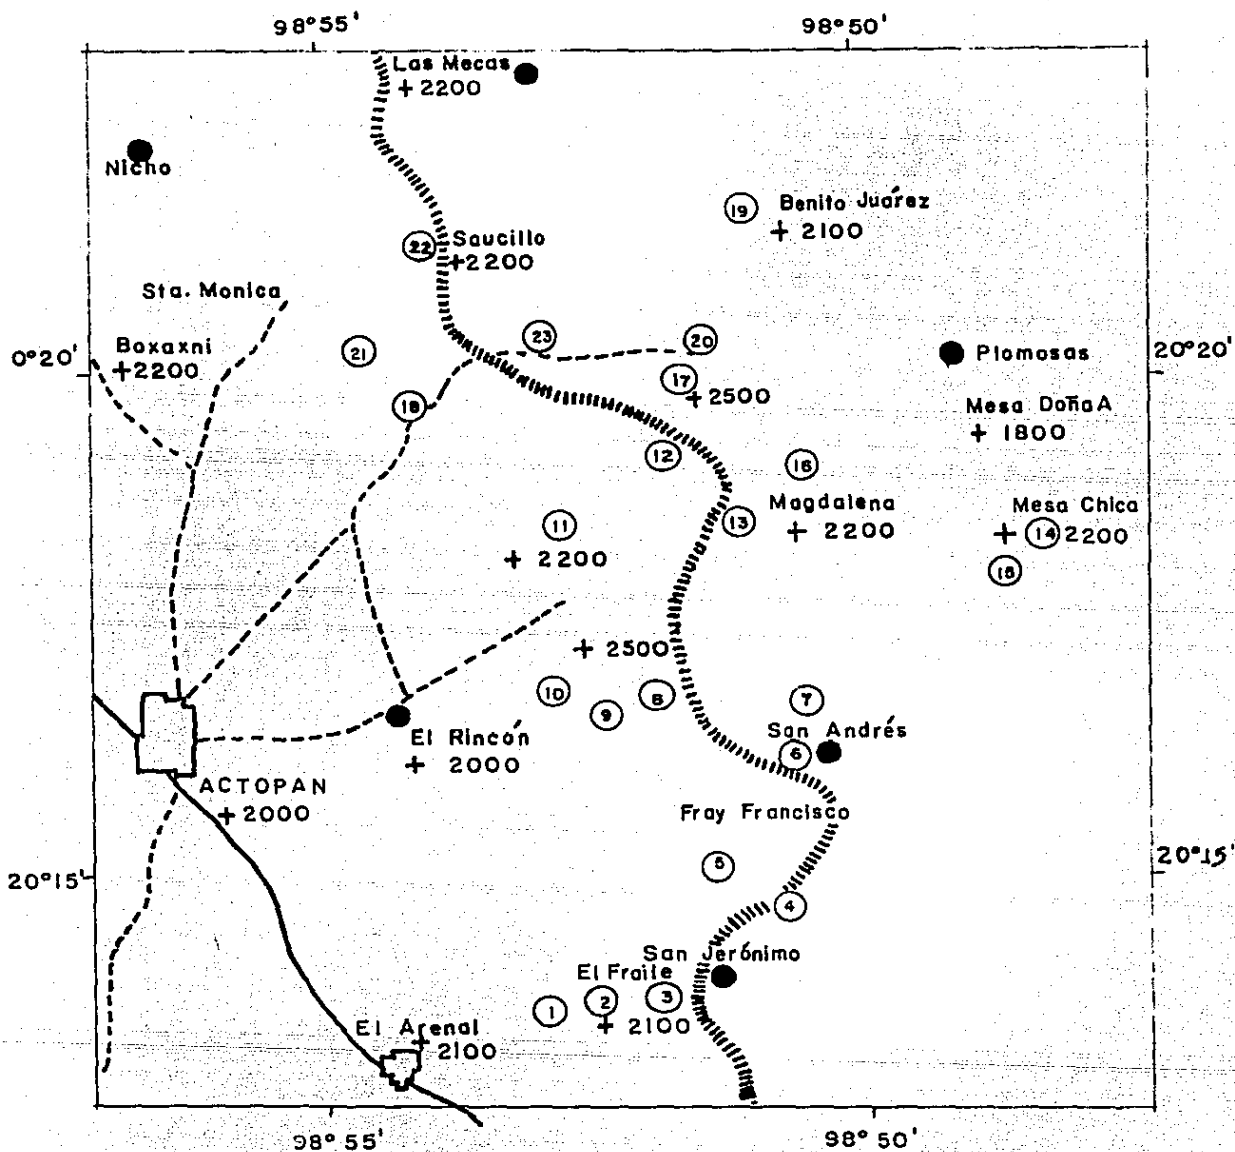 98°55'
98°50'
Las Mecas
+ 2200
Nicho
19
Benito Juárez
+ 2100
22
Saucillo
+2200
Sta. Monica
23
20
21
Boxaxni
+2200
0°20'
20°20'
Plomosas
17
+2500
18
Mesa DoñaA
+ 1800
12
16
Magdalena
+ 2200
Mesa Chica
+ 14 2200
11
13
+ 2200
15
+ 2500
10
9
8
7
San Andrés
6
El Rincón
+ 2000
ACTOPAN
+ 2000
Fray Francisco
5
20°15'
20°15'
4
San Jerónimo
El Fraile
1
2
3
+ 2100
El Arenal
+ 2100
98°55'
98°50'